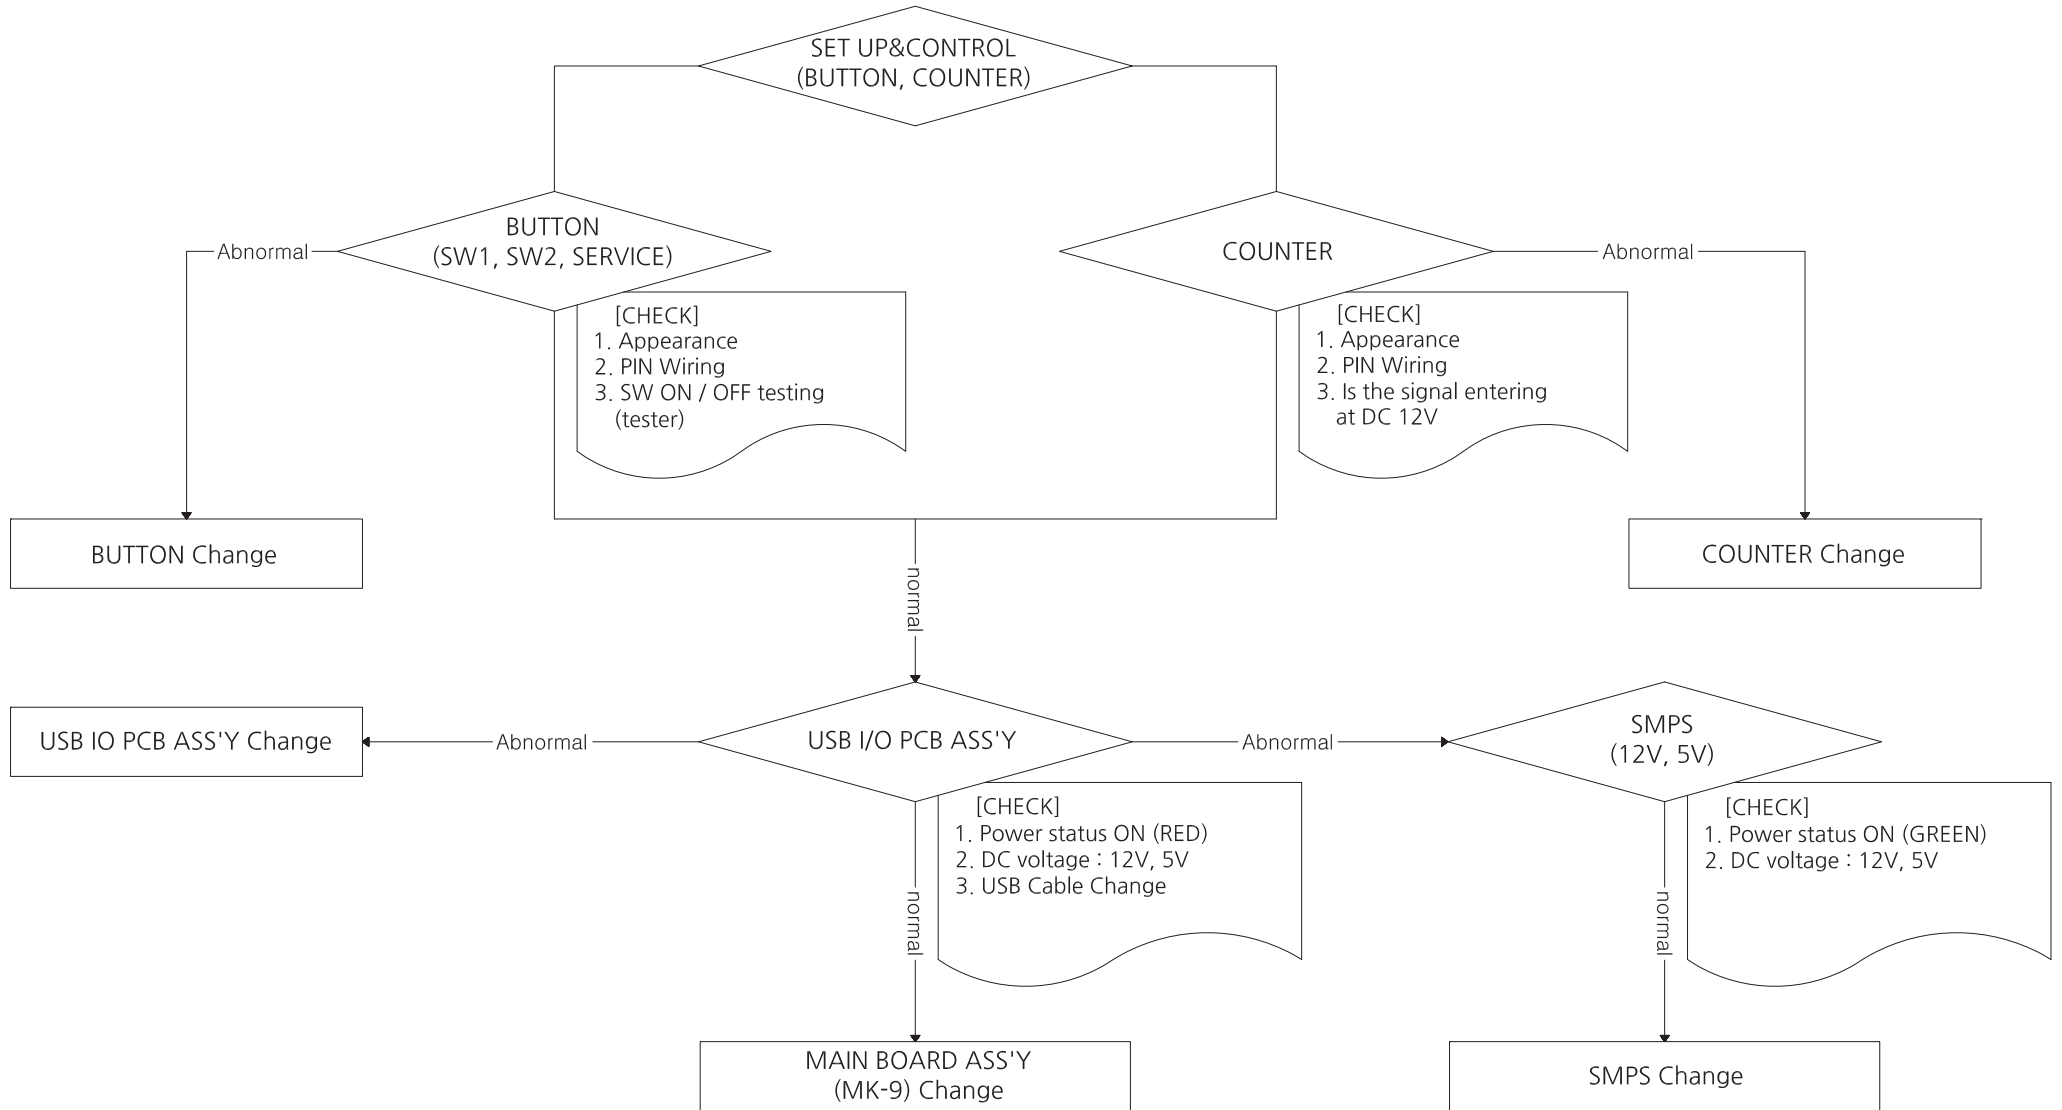 SET UP&CONTROL
(BUTTON, COUNTER)
BUTTON
(SW1, SW2, SERVICE)
Abnormal
COUNTER
Abnormal
[CHECK]
1. Appearance
2. PIN Wiring
3. SW ON / OFF testing
(tester)
[CHECK]
1. Appearance
2. PIN Wiring
3. Is the signal entering
at DC 12V
BUTTON Change
COUNTER Change
normal
USB IO PCB ASS'Y Change
Abnormal
USB I/O PCB ASS'Y
Abnormal
SMPS
(12V, 5V)
[CHECK]
1. Power status ON (RED)
2. DC voltage : 12V, 5V
3. USB Cable Change
[CHECK]
1. Power status ON (GREEN)
2. DC voltage : 12V, 5V
normal
normal
MAIN BOARD ASS'Y
(MK-9) Change
SMPS Change